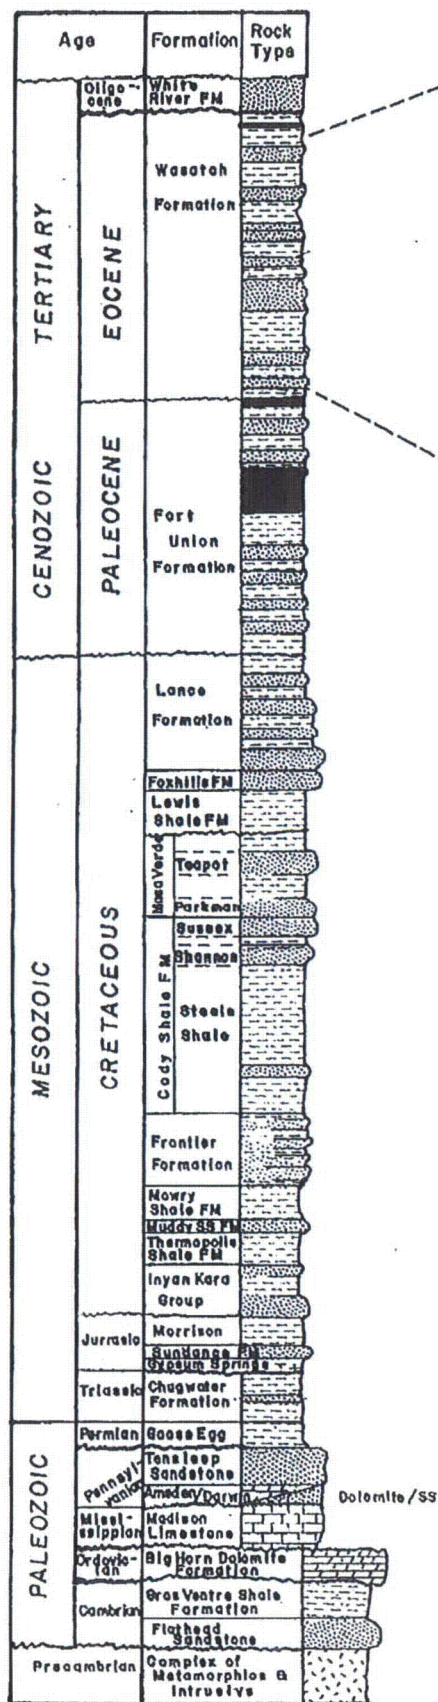 Age
Formation
Rock
Type
CENOZOIC
TERTIARY
Oligo-
cene
White
River FM
EOCENE
Wasatch
Formation
PALEOCENE
Fort
Union
Formation
MESOZOIC
CRETACEOUS
Lance
Formation
Foxhills FM
Lewis
Shale FM
Mesa Verde
Teapot
Parkman
Cody Shale FM
Sussex
Shannon
Steele
Shale
Frontier
Formation
Mowry
Shale FM
Muddy SS FM
Thermopolis
Shale FM
Inyan Kara
Group
Jurrasic
Morrison
Sundance FM
Gypsum Springs
Triassic
Chugwater
Formation
PALEOZOIC
Permian
Goose Egg
Pennsyl-
vanian
Tensleep
Sandstone
Amsden/Darwin
Dolomite/SS
Missi-
ssippian
Madison
Limestone
Ordovic-
ian
Big Horn Dolomite
Formation
Cambrian
Gros Ventre Shale
Formation
Flathead
Sandstone
Precambrian
Complex of
Metamorphics &
Intrusivs